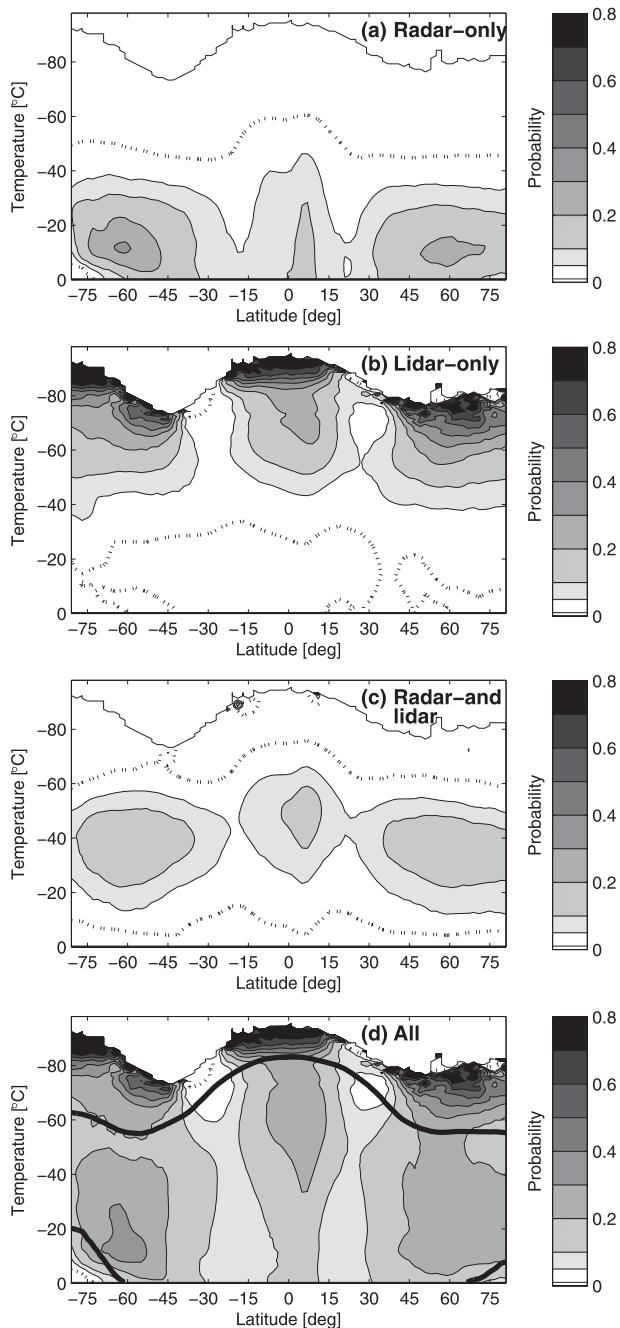 (a) Radar–only
Temperature [°C]
−80
−60
−40
−20
0
−75 −60 −45 −30 −15 0 15 30 45 60 75
Latitude [deg]
Probability
0.8
0.6
0.4
0.2
0
(b) Lidar–only
Temperature [°C]
−80
−60
−40
−20
0
−75 −60 −45 −30 −15 0 15 30 45 60 75
Latitude [deg]
Probability
0.8
0.6
0.4
0.2
0
(c) Radar–and
lidar
Temperature [°C]
−80
−60
−40
−20
0
−75 −60 −45 −30 −15 0 15 30 45 60 75
Latitude [deg]
Probability
0.8
0.6
0.4
0.2
0
(d) All
Temperature [°C]
−80
−60
−40
−20
0
−75 −60 −45 −30 −15 0 15 30 45 60 75
Latitude [deg]
Probability
0.8
0.6
0.4
0.2
0